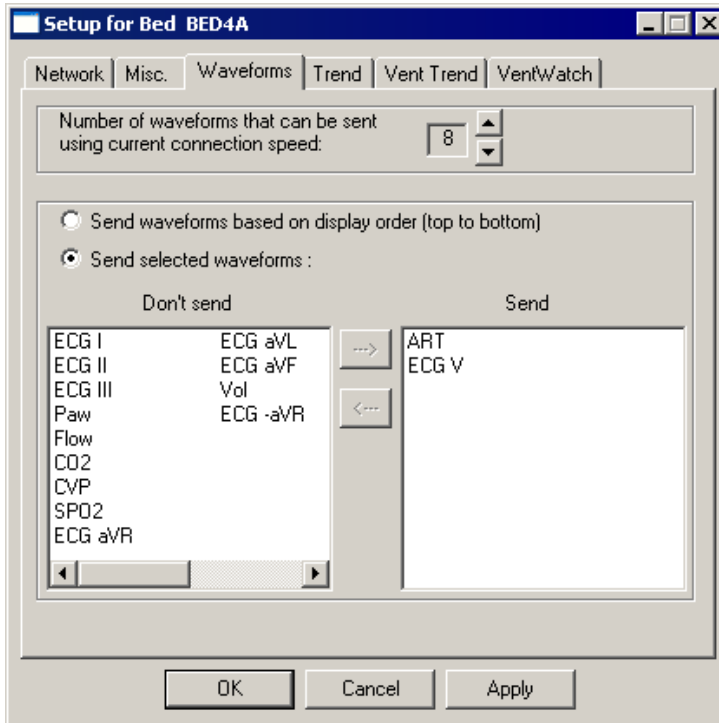 Setup for Bed  BED4A
Network Misc. Waveforms Trend Vent Trend VentWatch
Number of waveforms that can be sent
using current connection speed:
8
Send waveforms based on display order (top to bottom)
Send selected waveforms :
Don't send
ECG I
ECG II
ECG III
Paw
Flow
CO2
CVP
SPO2
ECG aVR
ECG aVL
ECG aVF
Vol
ECG -aVR
--->
<---
Send
ART
ECG V
OK Cancel Apply